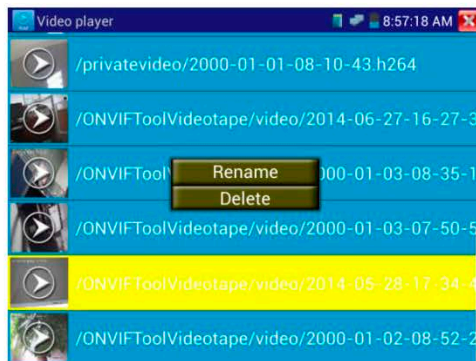 Video player 8:57:18 AM
/privatevideo/2000-01-01-08-10-43.h264
/ONVIFToolVideotape/video/2014-06-27-16-27-3
/ONVIFTool 000-01-03-08-35-1
Rename
Delete
/ONVIFToolVideotape/video/2000-01-03-07-50-5
/ONVIFToolVideotape/video/2014-05-28-17-34-4
/ONVIFToolVideotape/video/2000-01-02-08-52-2